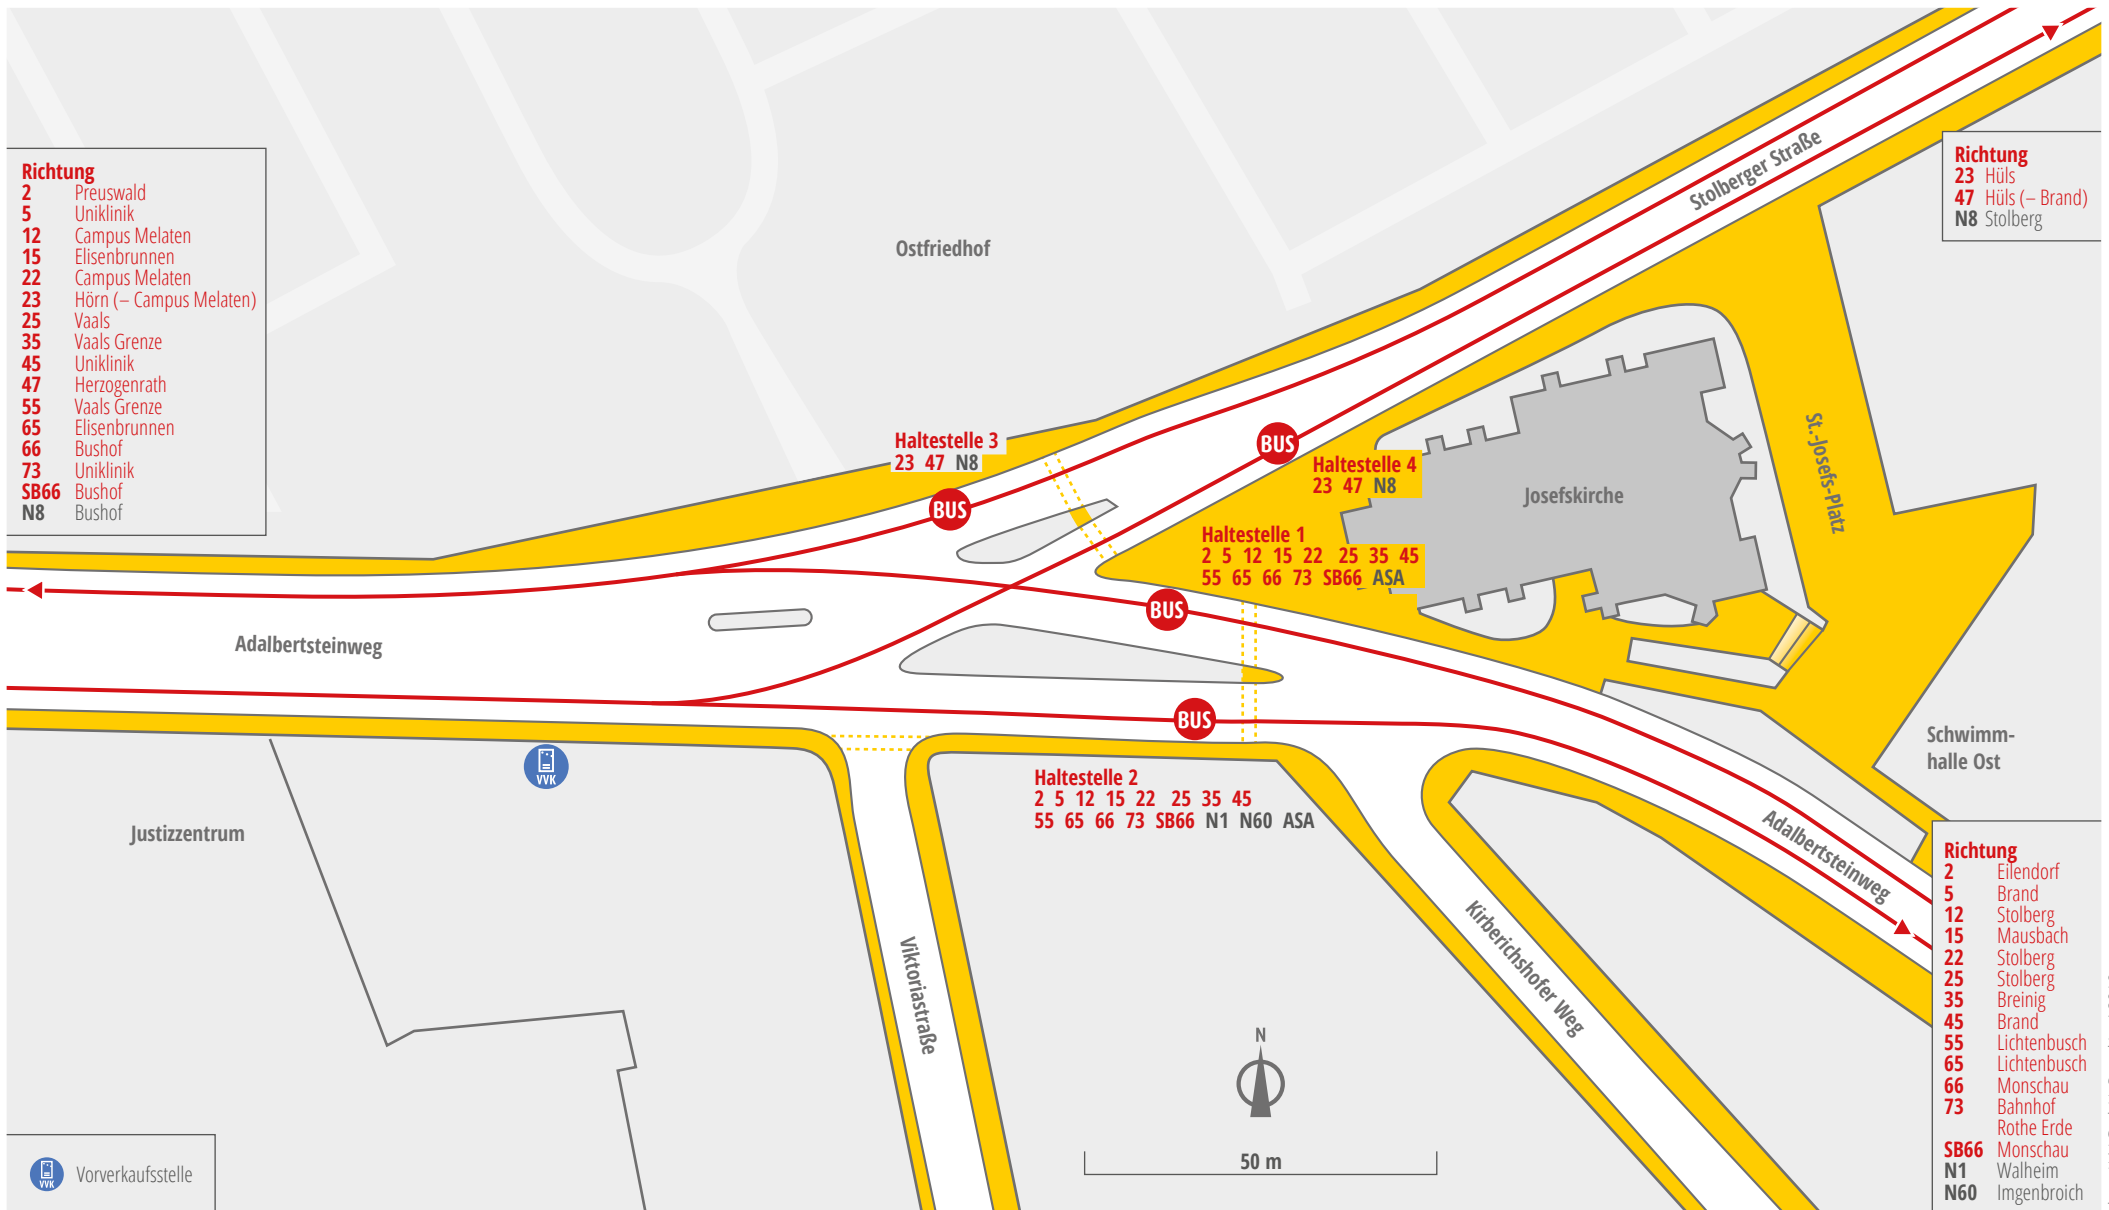 Richtung
2 Preuswald
5 Uniklinik
12 Campus Melaten
15 Elisenbrunnen
22 Campus Melaten
23 Hörn (– Campus Melaten)
25 Vaals
35 Vaals Grenze
45 Uniklinik
47 Herzogenrath
55 Vaals Grenze
65 Elisenbrunnen
66 Bushof
73 Uniklinik
SB66 Bushof
N8 Bushof
Ostfriedhof
Stolberger Straße
Richtung
23 Hüls
47 Hüls (– Brand)
N8 Stolberg
Haltestelle 3
23 47 N8
BUS
BUS
Haltestelle 4
23 47 N8
Josefskirche
St.-Josefs-Platz
Haltestelle 1
2 5 12 15 22 25 35 45
55 65 66 73 SB66 ASA
BUS
Adalbertsteinweg
BUS
VVK
Haltestelle 2
2 5 12 15 22 25 35 45
55 65 66 73 SB66 N1 N60 ASA
Schwimm-
halle Ost
Justizzentrum
Adalbertsteinweg
Viktoriastraße
Kirberichshofer Weg
N
50 m
Richtung
2 Eilendorf
5 Brand
12 Stolberg
15 Mausbach
22 Stolberg
25 Stolberg
35 Breinig
45 Brand
55 Lichtenbusch
65 Lichtenbusch
66 Monschau
73 Bahnhof
Rothe Erde
SB66 Monschau
N1 Walheim
N60 Imgenbroich
VVK Vorverkaufsstelle